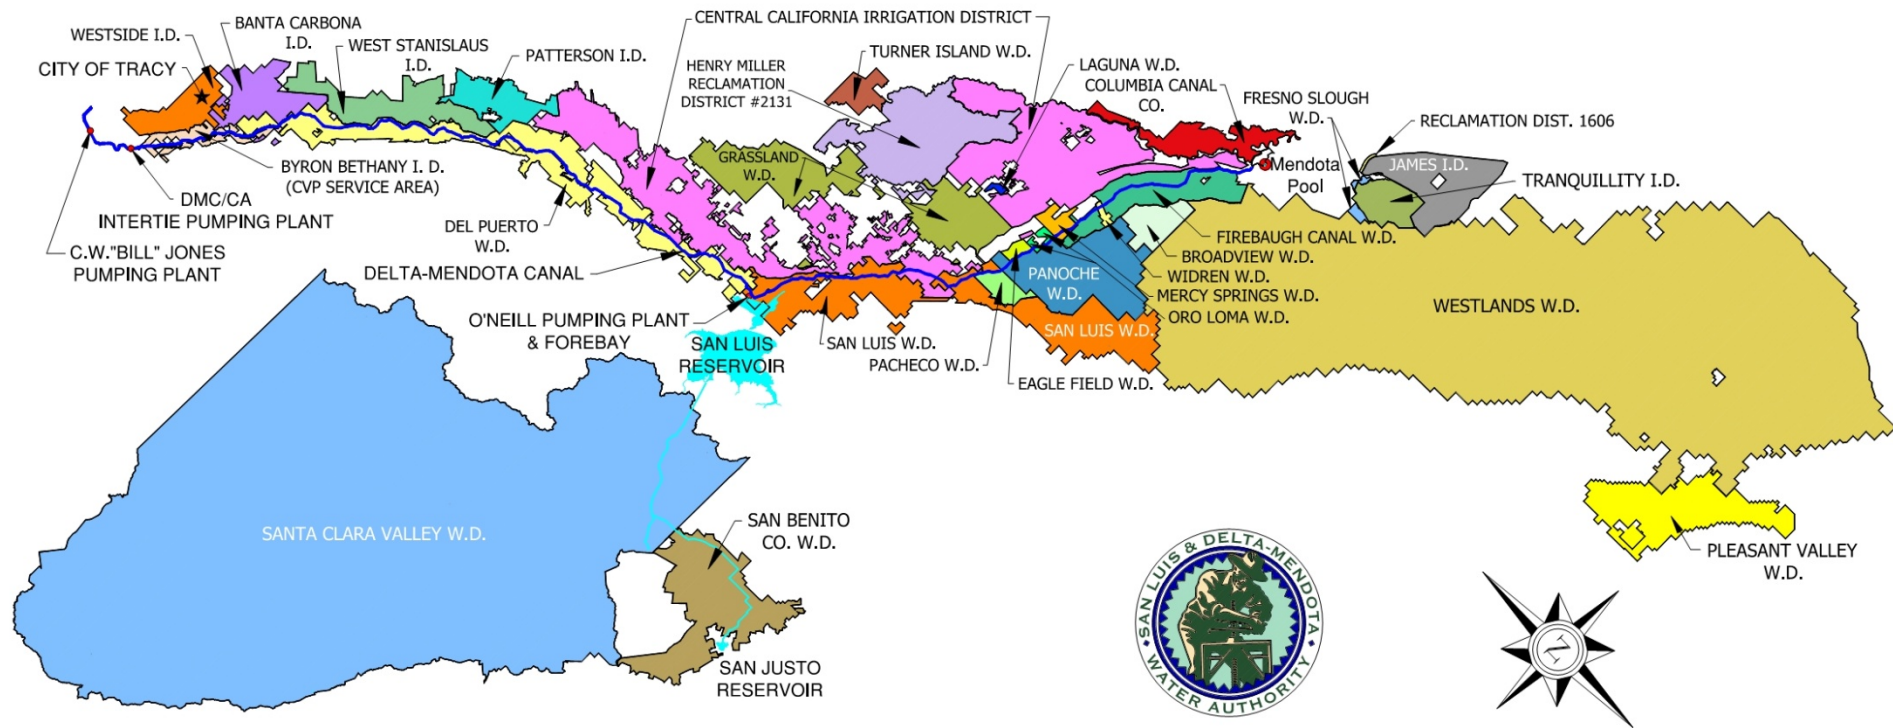 WESTSIDE I.D.
CITY OF TRACY
BANTA CARBONA
I.D.
WEST STANISLAUS
I.D.
PATTERSON I.D.
CENTRAL CALIFORNIA IRRIGATION DISTRICT
HENRY MILLER
RECLAMATION
DISTRICT #2131
TURNER ISLAND W.D.
LAGUNA W.D.
COLUMBIA CANAL
CO.
FRESNO SLOUGH
W.D.
RECLAMATION DIST. 1606
JAMES I.D.
TRANQUILLITY I.D.
Mendota
Pool
GRASSLAND
W.D.
BYRON BETHANY I. D.
(CVP SERVICE AREA)
DMC/CA
INTERTIE PUMPING PLANT
C.W."BILL" JONES
PUMPING PLANT
DEL PUERTO
W.D.
DELTA-MENDOTA CANAL
O'NEILL PUMPING PLANT
& FOREBAY
SAN LUIS
RESERVOIR
SAN LUIS W.D.
PACHECO W.D.
EAGLE FIELD W.D.
PANOCHE
W.D.
SAN LUIS W.D.
FIREBAUGH CANAL W.D.
BROADVIEW W.D.
WIDREN W.D.
MERCY SPRINGS W.D.
ORO LOMA W.D.
WESTLANDS W.D.
PLEASANT VALLEY
W.D.
SANTA CLARA VALLEY W.D.
SAN BENITO
CO. W.D.
SAN JUSTO
RESERVOIR
SAN LUIS & DELTA-MENDOTA
WATER AUTHORITY
N